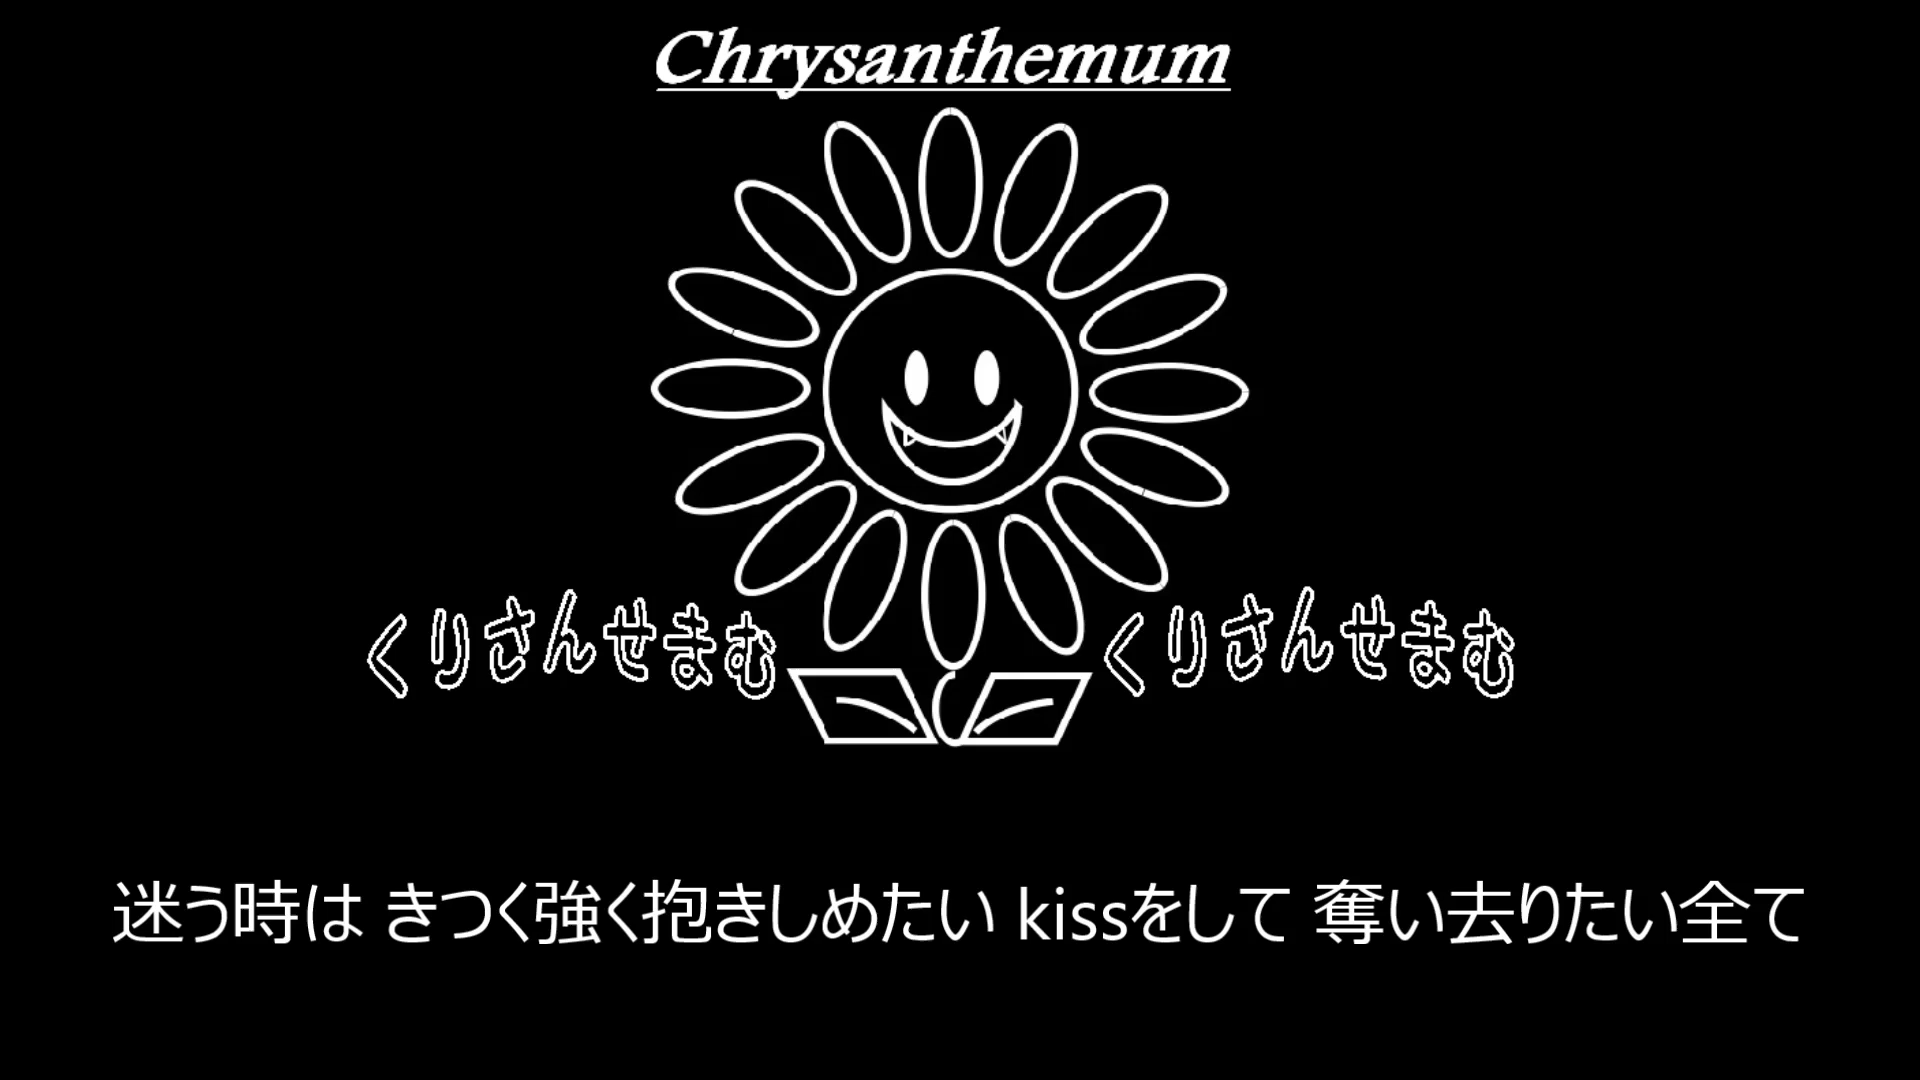 Chrysanthemum
くりさんせまむ くりさんせまむ
迷う時は きつく強く抱きしめたい kissをして 奪い去りたい全て